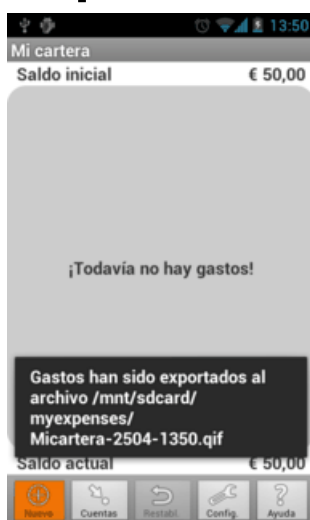 13:50
Mi cartera
Saldo inicial € 50,00
¡Todavía no hay gastos!
Gastos han sido exportados al
archivo /mnt/sdcard/
myexpenses/
Micartera-2504-1350.qif
Saldo actual € 50,00
Nuevo Cuentas Restabl. Config. Ayuda